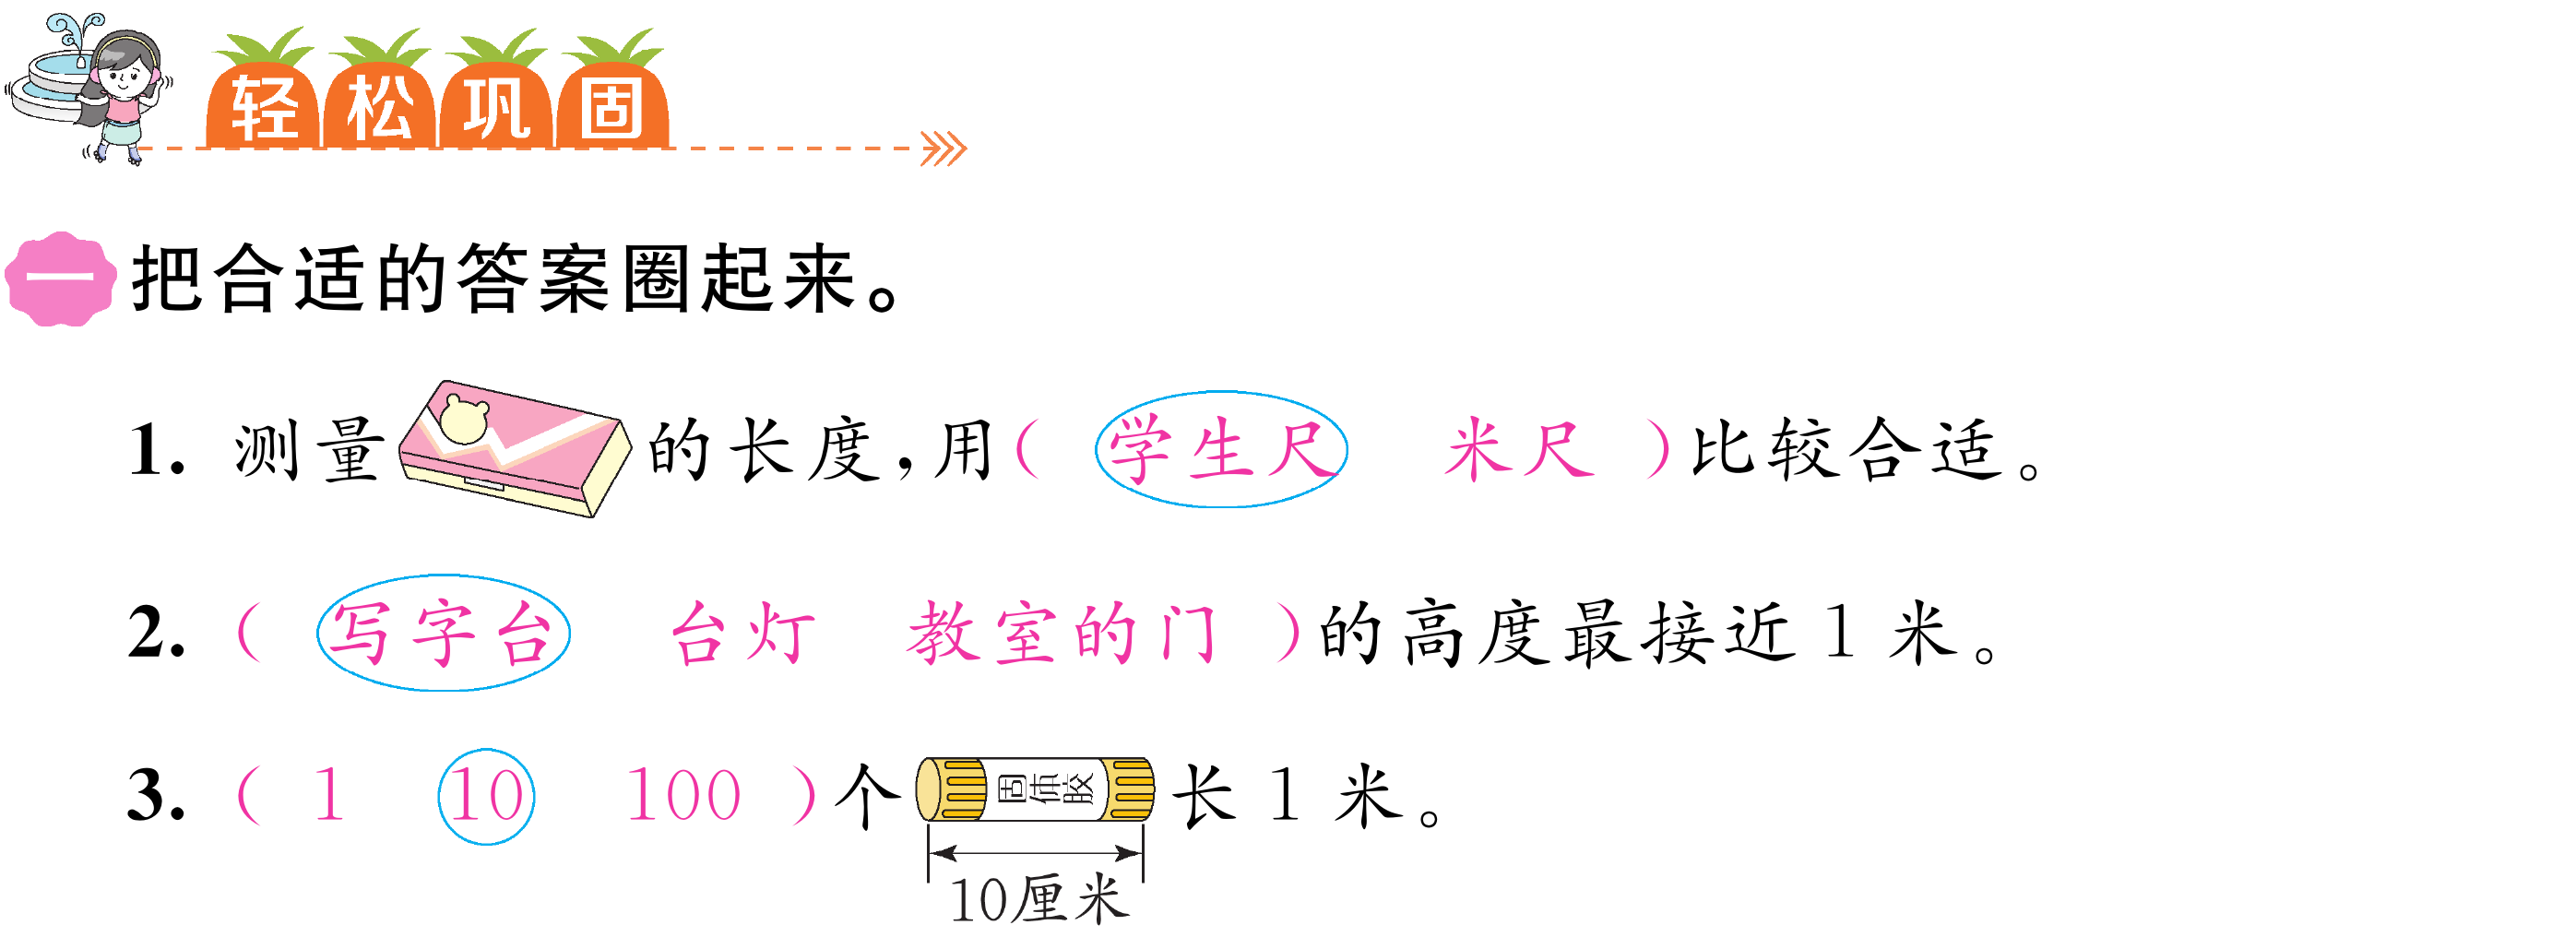 轻松巩固
一 把合适的答案圈起来。
1. 测量的长度，用（ 学生尺 米尺 ）比较合适。
2. （ 写字台 台灯 教室的门 ）的高度最接近1米。
3. （ 1 10 100 ）个固体胶长1米。
10厘米